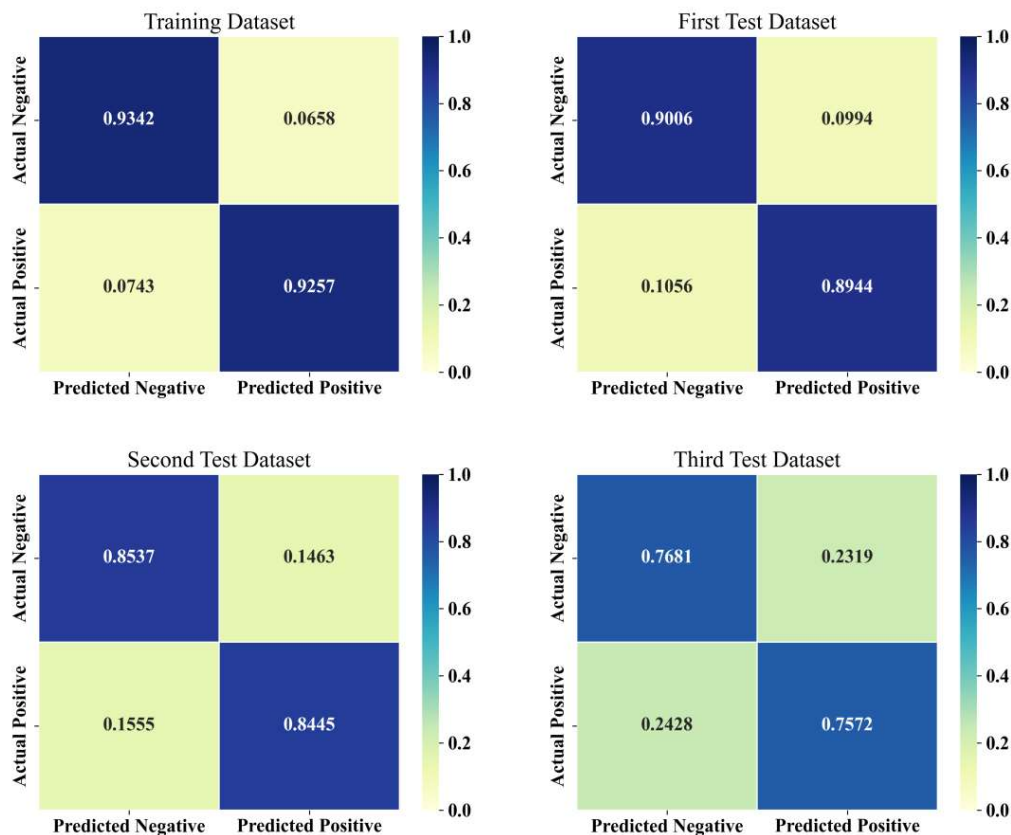 Training Dataset
Actual Negative
0.9342
0.0658
Actual Positive
0.0743
0.9257
Predicted Negative
Predicted Positive
1.0
0.8
0.6
0.4
0.2
0.0
First Test Dataset
Actual Negative
0.9006
0.0994
Actual Positive
0.1056
0.8944
Predicted Negative
Predicted Positive
1.0
0.8
0.6
0.4
0.2
0.0
Second Test Dataset
Actual Negative
0.8537
0.1463
Actual Positive
0.1555
0.8445
Predicted Negative
Predicted Positive
1.0
0.8
0.6
0.4
0.2
0.0
Third Test Dataset
Actual Negative
0.7681
0.2319
Actual Positive
0.2428
0.7572
Predicted Negative
Predicted Positive
1.0
0.8
0.6
0.4
0.2
0.0